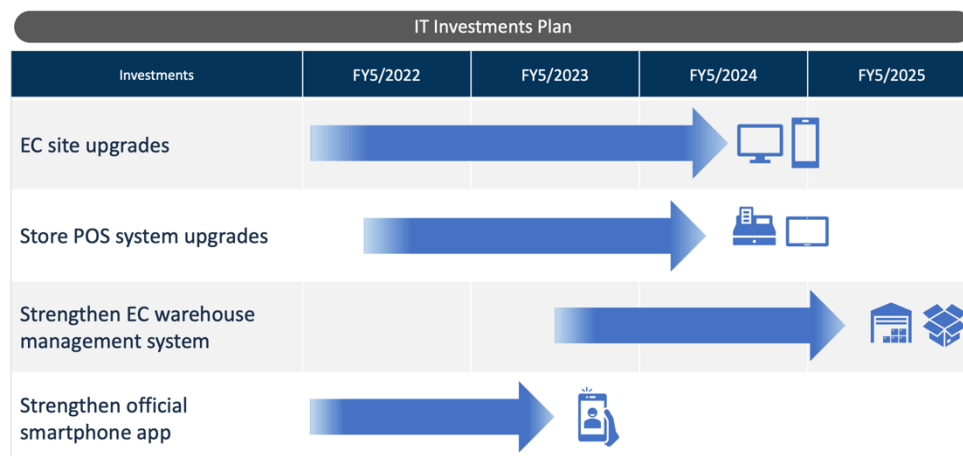 IT Investments Plan
Investments FY5/2022 FY5/2023 FY5/2024 FY5/2025
EC site upgrades
Store POS system upgrades
Strengthen EC warehouse
management system
Strengthen official
smartphone app